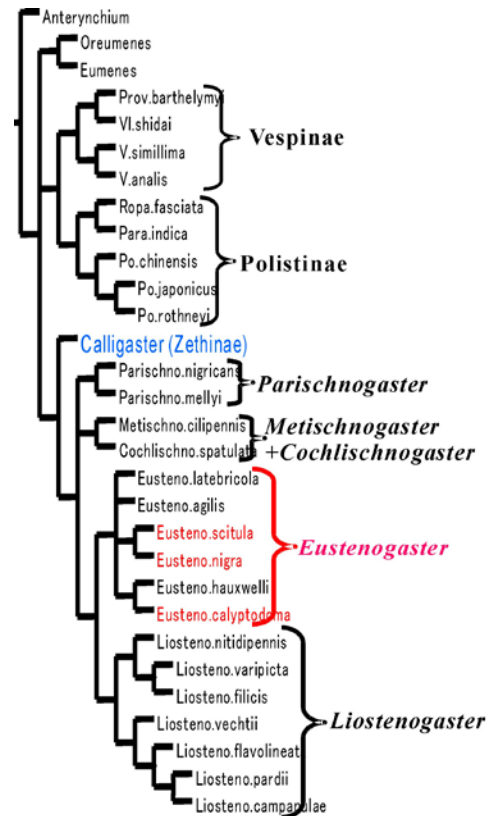 Anterynchium
Oreumenes
Eumenes
Prov.barthelymyi
Vl.shidai
V.simillima
V.analis
Vespinae
Ropa.fasciata
Para.indica
Po.chinensis
Po.japonicus
Po.rothneyi
Polistinae
Calligaster (Zethinae)
Parischno.nigricans
Parischno.mellyi
Parischnogaster
Metischno.cilipennis
Cochlischno.spatulata
Metischnogaster
+Cochlischnogaster
Eusteno.latebricola
Eusteno.agilis
Eusteno.scitula
Eusteno.nigra
Eusteno.hauxwelli
Eusteno.calyptodoma
Eustenogaster
Liosteno.nitidipennis
Liosteno.varipicta
Liosteno.filicis
Liosteno.vechtii
Liosteno.flavolineat
Liosteno.pardii
Liosteno.campanulae
Liostenogaster